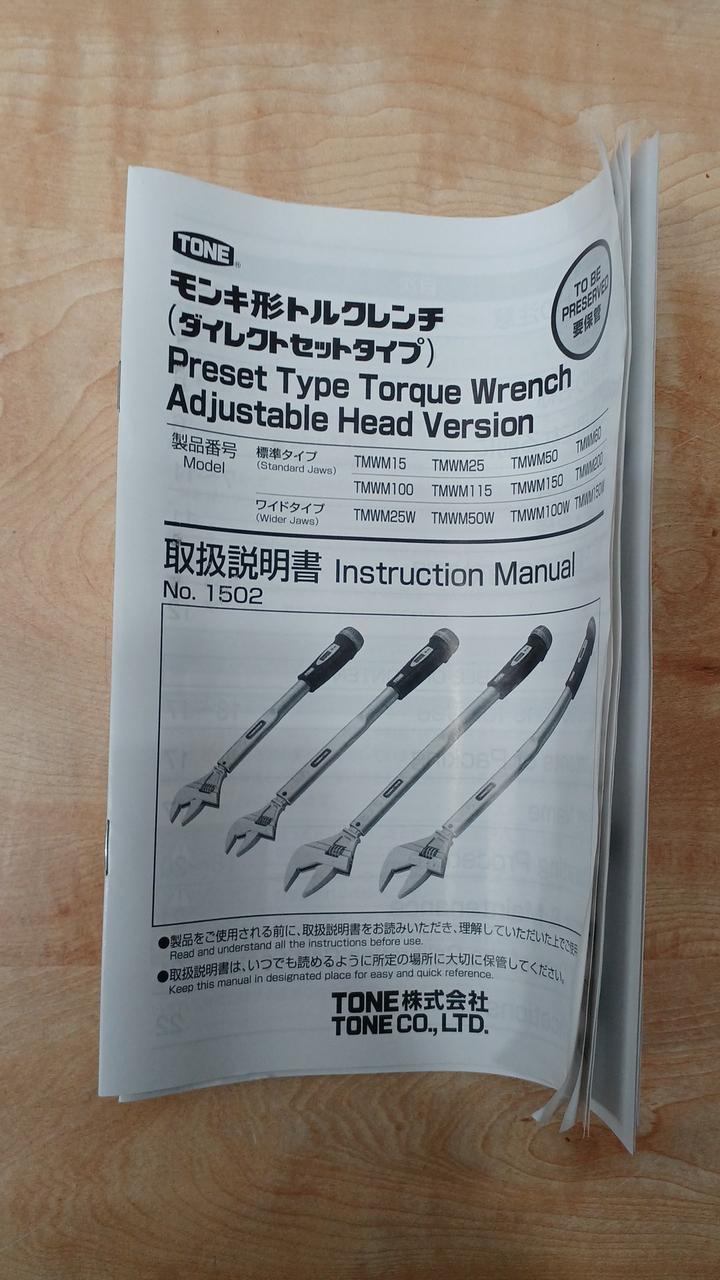 TONE®
モンキ形トルクレンチ
(ダイレクトセットタイプ)
TO BE
PRESERVED
要保管
Preset Type Torque Wrench
Adjustable Head Version
製品番号
Model
標準タイプ
(Standard Jaws)
TMWM15 TMWM25 TMWM50 TMWM60
TMWM100 TMWM115 TMWM150 TMWM200
ワイドタイプ
(Wider Jaws)
TMWM25W TMWM50W TMWM100W TMWM150W
取扱説明書 Instruction Manual
No. 1502
●製品をご使用される前に、取扱説明書をお読みいただき、理解していただいた上でご使用
Read and understand all the instructions before use.
●取扱説明書は、いつでも読めるように所定の場所に大切に保管してください。
Keep this manual in designated place for easy and quick reference.
TONE株式会社
TONE CO., LTD.